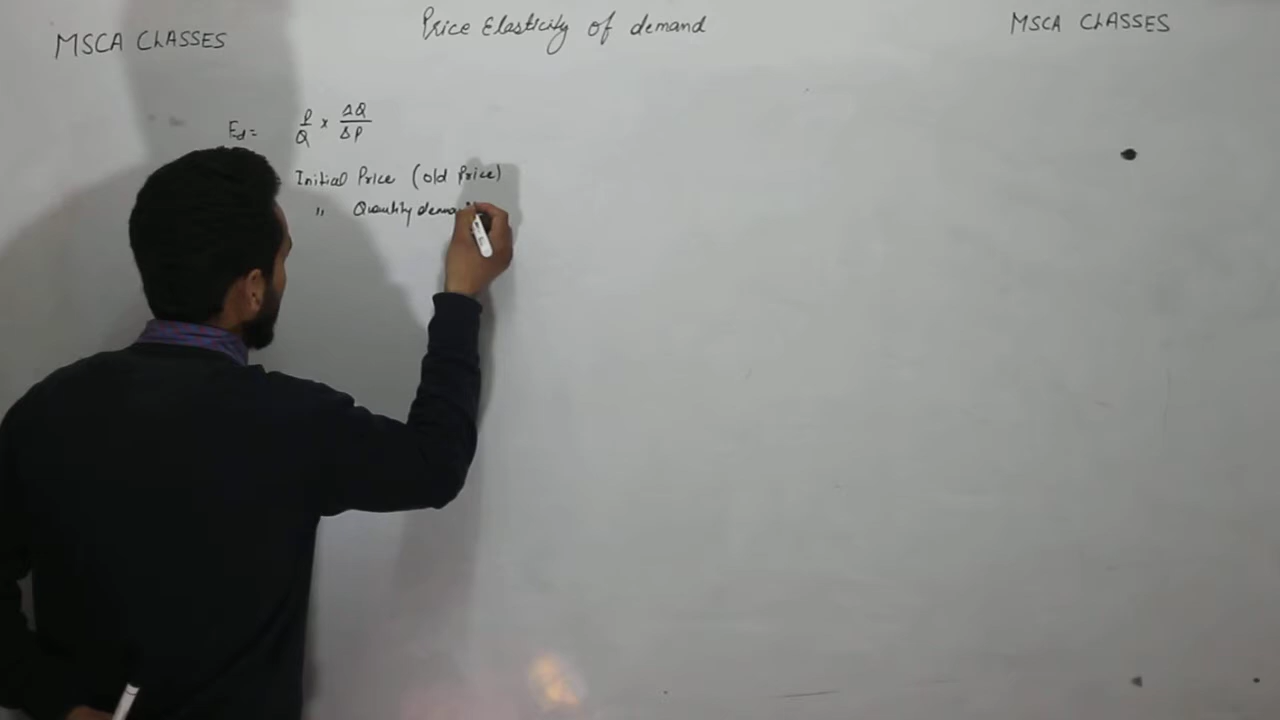 MSCA CLASSES
Price Elasticity of demand
MSCA CLASSES
Ed = P/Q × ΔQ/ΔP
Initial Price (old Price)
" Quantity